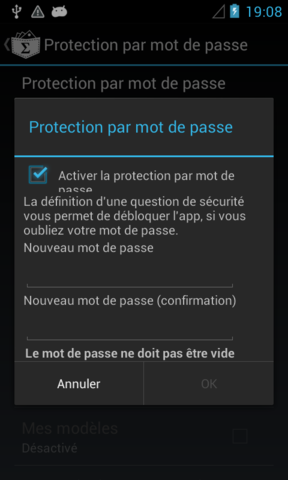 19:08
Protection par mot de passe
Protection par mot de passe
Protection par mot de passe
Activer la protection par mot de
passe
La définition d'une question de sécurité
vous permet de débloquer l'app, si vous
oubliez votre mot de passe.
Nouveau mot de passe
Nouveau mot de passe (confirmation)
Le mot de passe ne doit pas être vide
Annuler
OK
Mes modèles
Désactivé